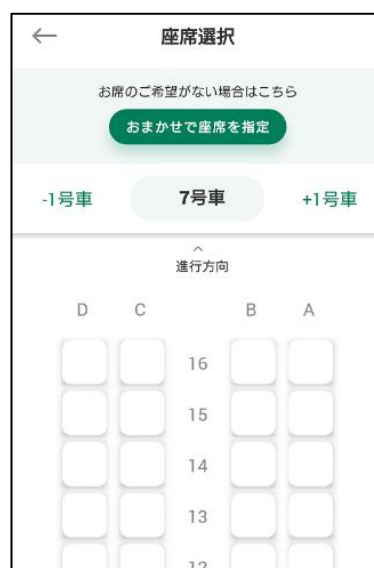 ← 座席選択
お席のご希望がない場合はこちら
おまかせで座席を指定
-1号車 7号車 +1号車
進行方向
D C B A
16
15
14
13
12